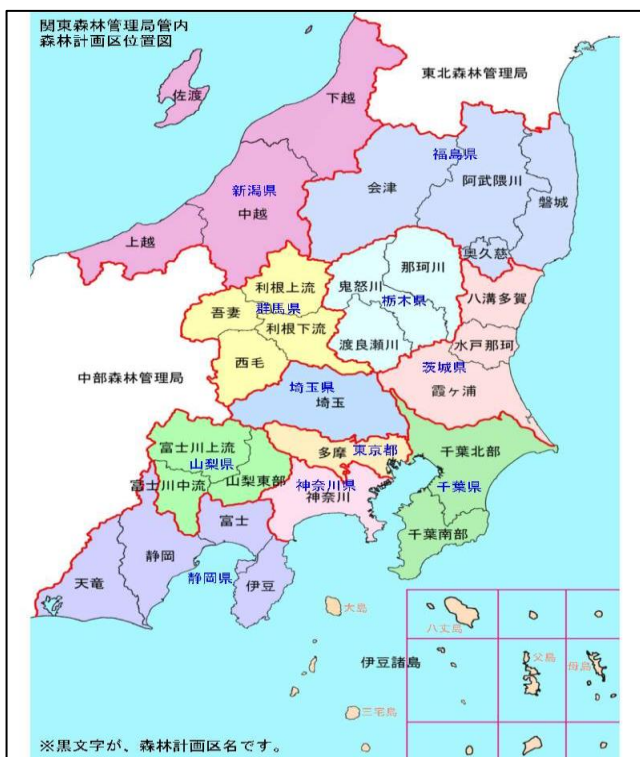 関東森林管理局管内
森林計画区位置図
東北森林管理局
佐渡
下越
福島県
新潟県
会津
阿武隈川
中越
磐城
上越
奥久慈
那珂川
利根上流
鬼怒川
八溝多賀
吾妻
群馬県
栃木県
利根下流
渡良瀬川
水戸那珂
西毛
茨城県
中部森林管理局
埼玉県
霞ヶ浦
埼玉
富士川上流
多摩
東京都
千葉北部
山梨県
富士川中流
山梨東部
神奈川県
千葉県
神奈川
富士
千葉南部
静岡
天竜
静岡県
伊豆
大島
八丈島
伊豆諸島
父島
母島
三宅島
※黒文字が、森林計画区名です。